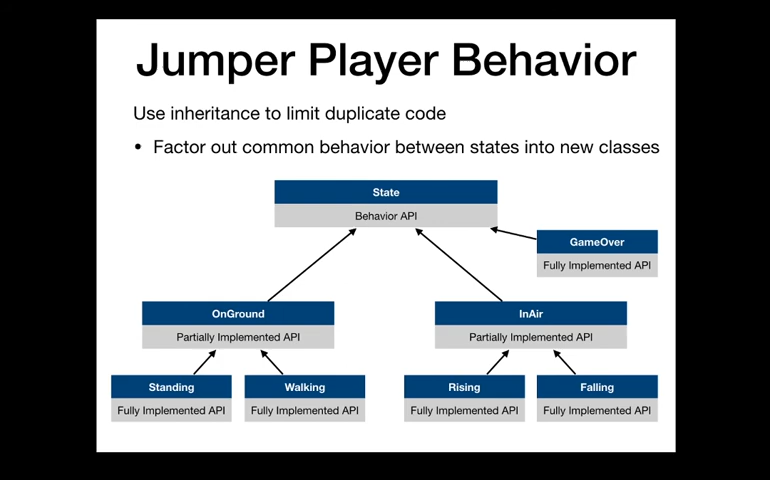 Jumper Player Behavior
Use inheritance to limit duplicate code
• Factor out common behavior between states into new classes
State
Behavior API
GameOver
Fully Implemented API
OnGround
Partially Implemented API
InAir
Partially Implemented API
Standing
Fully Implemented API
Walking
Fully Implemented API
Rising
Fully Implemented API
Falling
Fully Implemented API